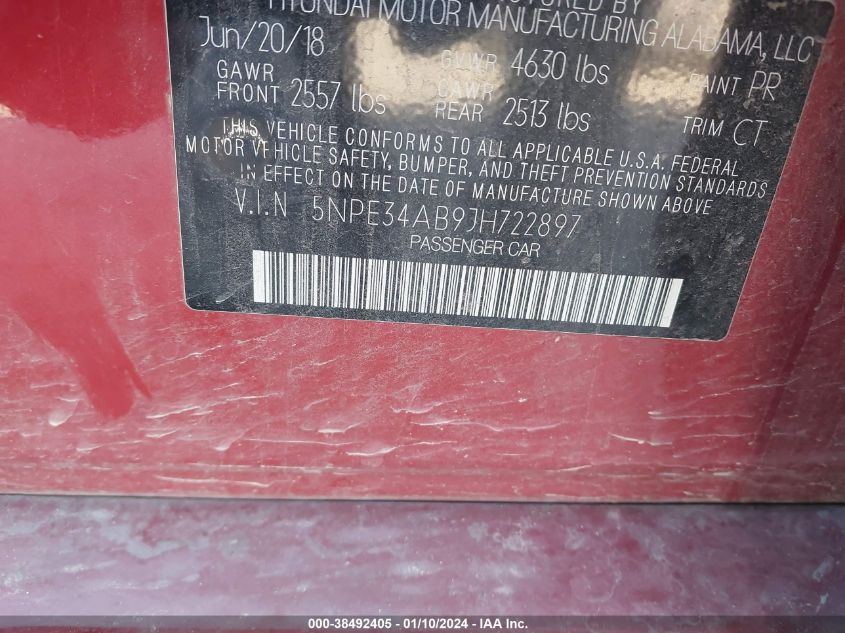 HYUNDAI MOTOR MANUFACTURING ALABAMA, LLC
Jun/20/18 GVWR 4630 lbs PAINT PR
GAWR FRONT 2557 lbs GAWR REAR 2513 lbs TRIM CT
THIS VEHICLE CONFORMS TO ALL APPLICABLE U.S.A. FEDERAL
MOTOR VEHICLE SAFETY, BUMPER, AND THEFT PREVENTION STANDARDS
IN EFFECT ON THE DATE OF MANUFACTURE SHOWN ABOVE
V.I.N 5NPE34AB9JH722897
PASSENGER CAR
000-38492405 - 01/10/2024 - IAA Inc.